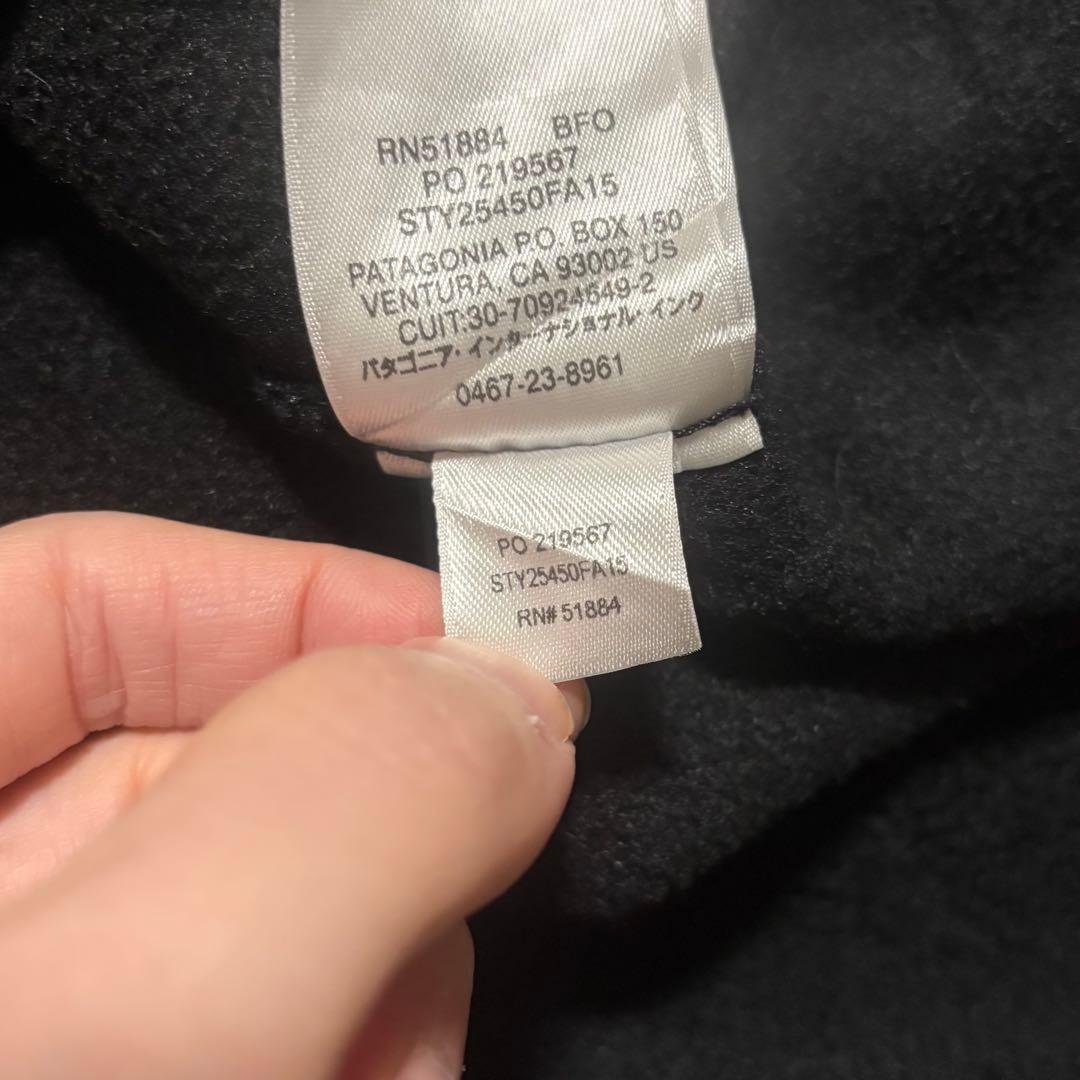 RN51884 BFO
PO 219567
STY25450FA15
PATAGONIA P.O. BOX 150
VENTURA, CA 93002 US
CUIT:30-70924649-2
パタゴニア・インターナショナル・インク
0467-23-8961
PO 219567
STY25450FA15
RN# 51884